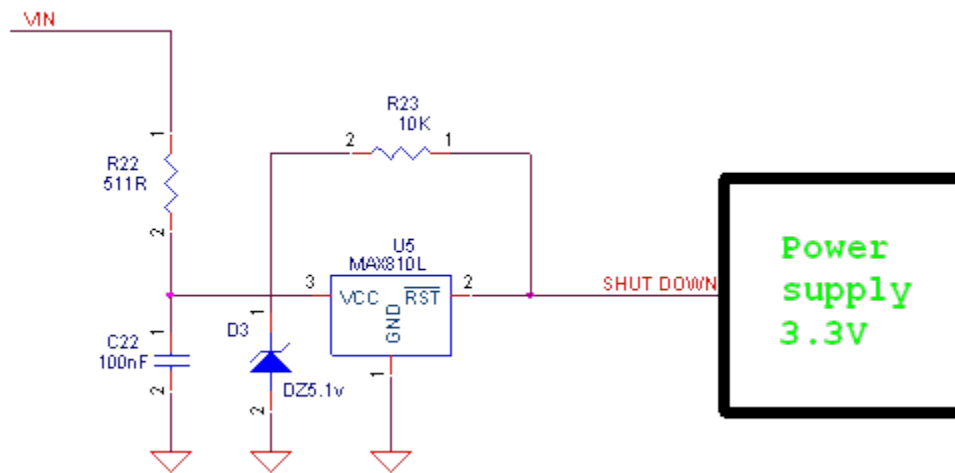 VIN
R23
10K
2
1
1
R22
511R
2
U5
MAX810L
3
VCC
RST
GND
2
SHUT DOWN
Power
supply
3.3V
1
C22
100nF
2
D3
1
DZ5.1v
2
1